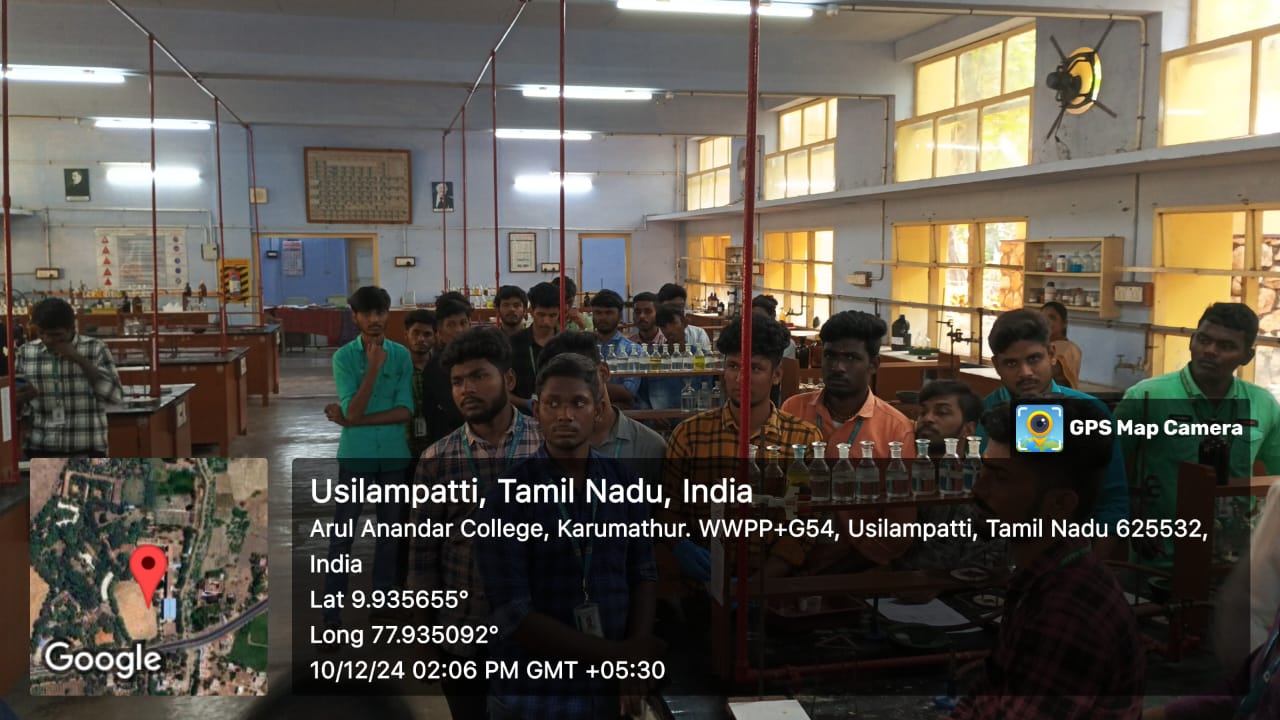 GPS Map Camera
Usilampatti, Tamil Nadu, India
Arul Anandar College, Karumathur. WWPP+G54, Usilampatti, Tamil Nadu 625532,
India
Lat 9.935655°
Long 77.935092°
10/12/24 02:06 PM GMT +05:30
Google